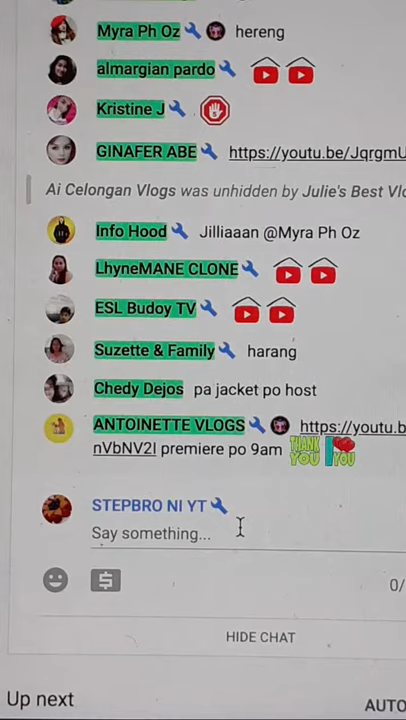 Myra Ph Oz hereng
almargian pardo
Kristine J
GINAFER ABE https://youtu.be/JqrgmU
Ai Celongan Vlogs was unhidden by Julie's Best Vlo
Info Hood Jilliaaan @Myra Ph Oz
LhyneMANE CLONE
ESL Budoy TV
Suzette & Family harang
Chedy Dejos pa jacket po host
ANTOINETTE VLOGS https://youtu.b
nVbNV2I premiere po 9am THANK YOU YOU
STEPBRO NI YT
Say something...
0/
HIDE CHAT
Up next AUTO